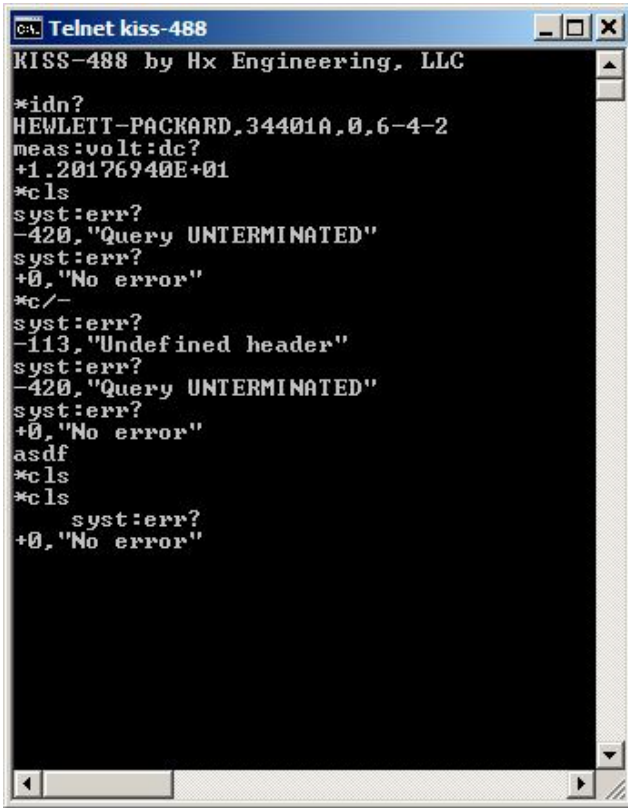 Telnet kiss-488
KISS-488 by Hx Engineering, LLC
*idn?
HEWLETT-PACKARD,34401A,0,6-4-2
meas:volt:dc?
+1.20176940E+01
*cls
syst:err?
-420,"Query UNTERMINATED"
syst:err?
+0,"No error"
*c/-
syst:err?
-113,"Undefined header"
syst:err?
-420,"Query UNTERMINATED"
syst:err?
+0,"No error"
asdf
*cls
*cls
    syst:err?
+0,"No error"